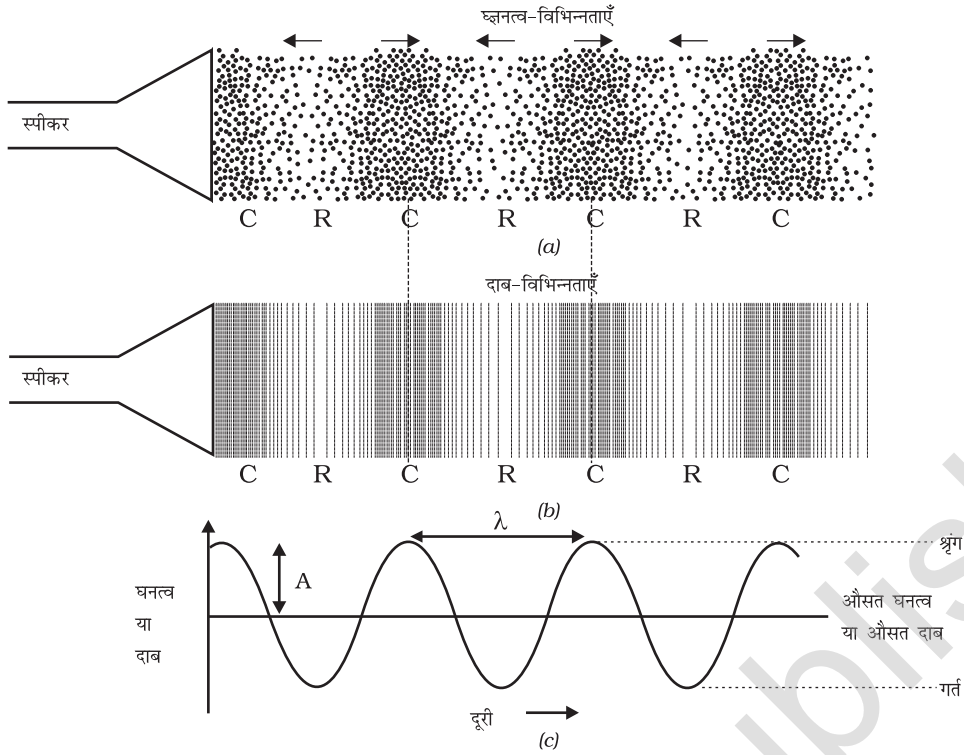 घ्नत्व-विभिन्नताएँ
स्पीकर
C R C R C R C
(a)
दाब-विभिन्नताएँ
स्पीकर
C R C R C R C
(b)
λ
श्रृंग
A
घनत्व
या
दाब
औसत घनत्व
या औसत दाब
गर्त
दूरी
(c)